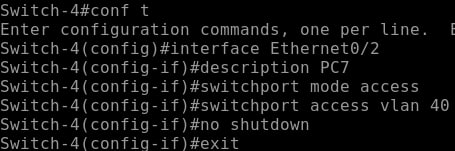 Switch-4#conf t
Enter configuration commands, one per line.
Switch-4(config)#interface Ethernet0/2
Switch-4(config-if)#description PC7
Switch-4(config-if)#switchport mode access
Switch-4(config-if)#switchport access vlan 40
Switch-4(config-if)#no shutdown
Switch-4(config-if)#exit